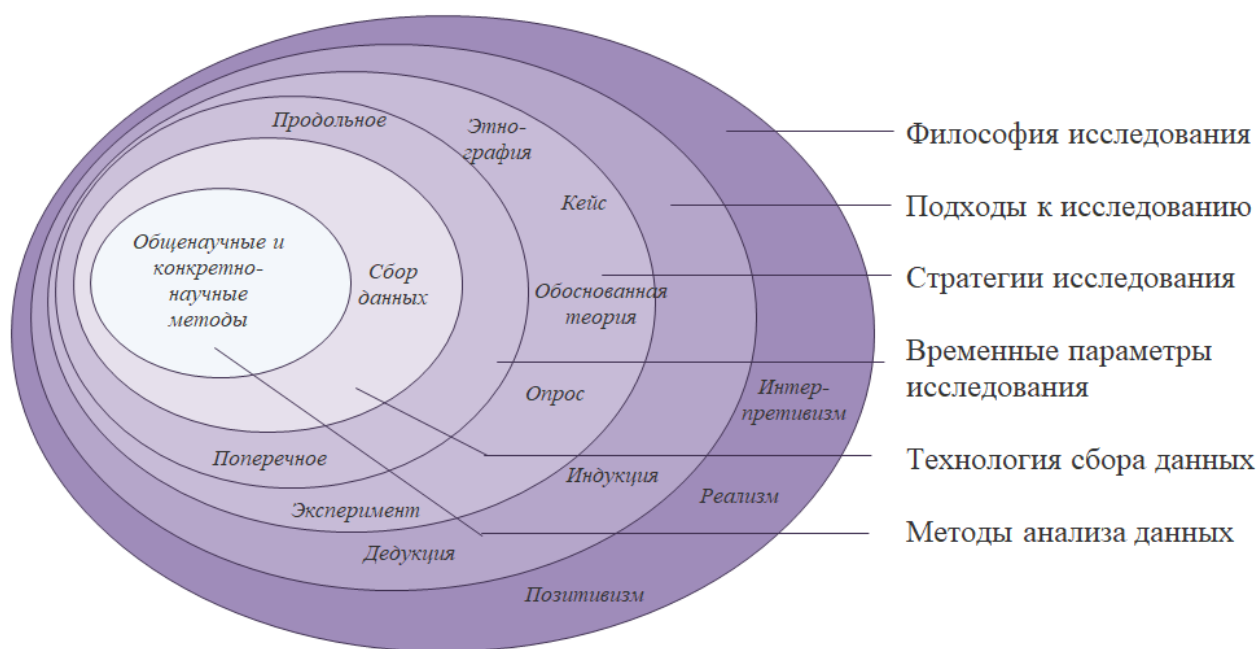 Продольное
Этно-
графия
Философия исследования
Кейс
Подходы к исследованию
Общенаучные и
конкретно-
научные
методы
Сбор
данных
Обоснованная
теория
Стратегии исследования
Временные параметры
исследования
Опрос
Интер-
претивизм
Поперечное
Индукция
Технология сбора данных
Эксперимент
Реализм
Дедукция
Методы анализа данных
Позитивизм